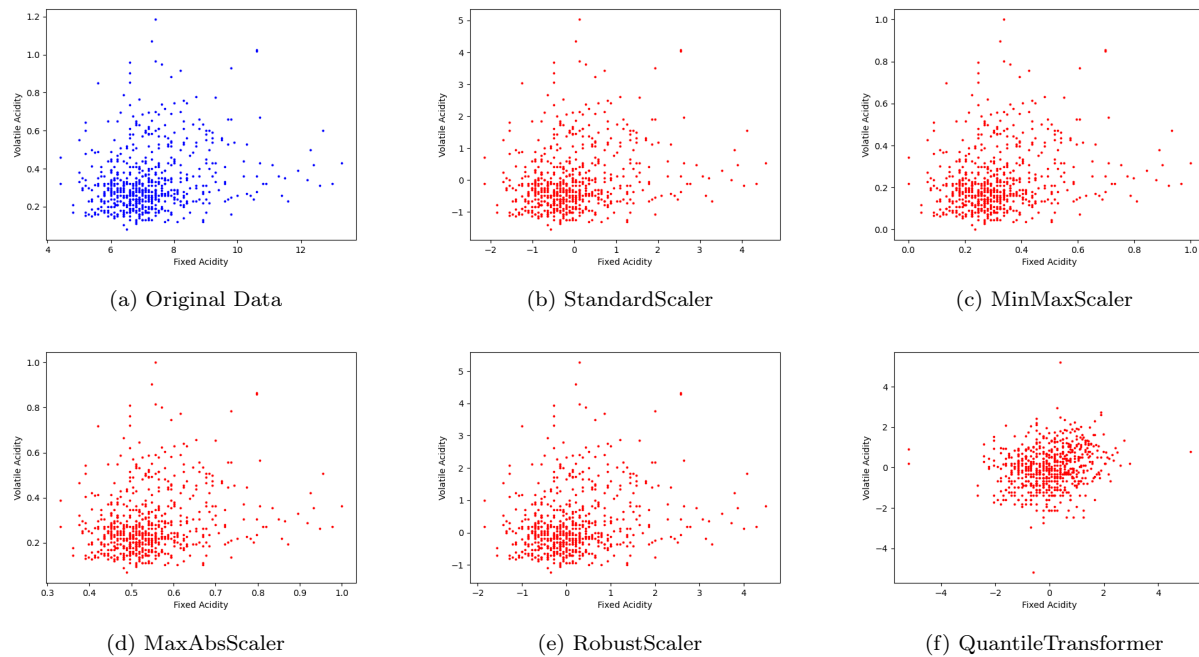 1.2
1.0
0.8
0.6
0.4
0.2
Volatile Acidity
4 6 8 10 12
Fixed Acidity
(a) Original Data
5
4
3
2
1
0
−1
Volatile Acidity
−2 −1 0 1 2 3 4
Fixed Acidity
(b) StandardScaler
1.0
0.8
0.6
0.4
0.2
0.0
Volatile Acidity
0.0 0.2 0.4 0.6 0.8 1.0
Fixed Acidity
(c) MinMaxScaler
1.0
0.8
0.6
0.4
0.2
Volatile Acidity
0.3 0.4 0.5 0.6 0.7 0.8 0.9 1.0
Fixed Acidity
(d) MaxAbsScaler
5
4
3
2
1
0
−1
Volatile Acidity
−2 −1 0 1 2 3 4
Fixed Acidity
(e) RobustScaler
4
2
0
−2
−4
Volatile Acidity
−4 −2 0 2 4
Fixed Acidity
(f) QuantileTransformer